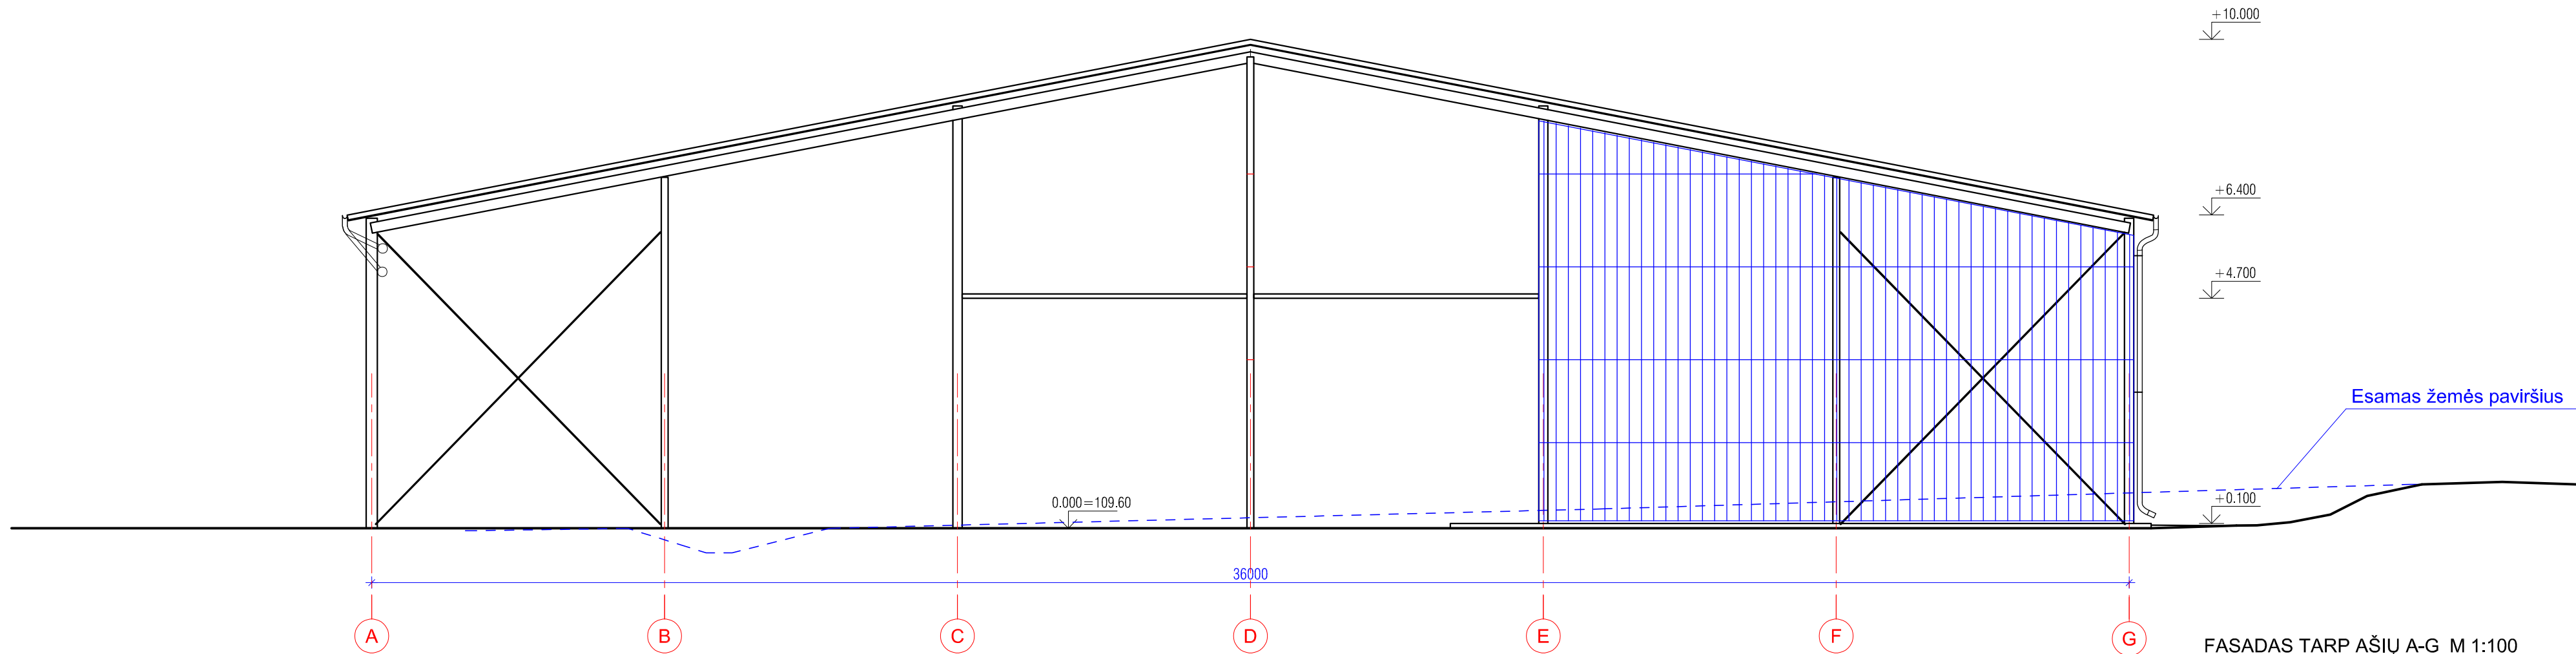 +10.000
+6.400
+4.700
Esamas žemės paviršius
0.000=109.60
+0.100
36000
A B C D E F G
FASADAS TARP AŠIŲ A-G M 1:100